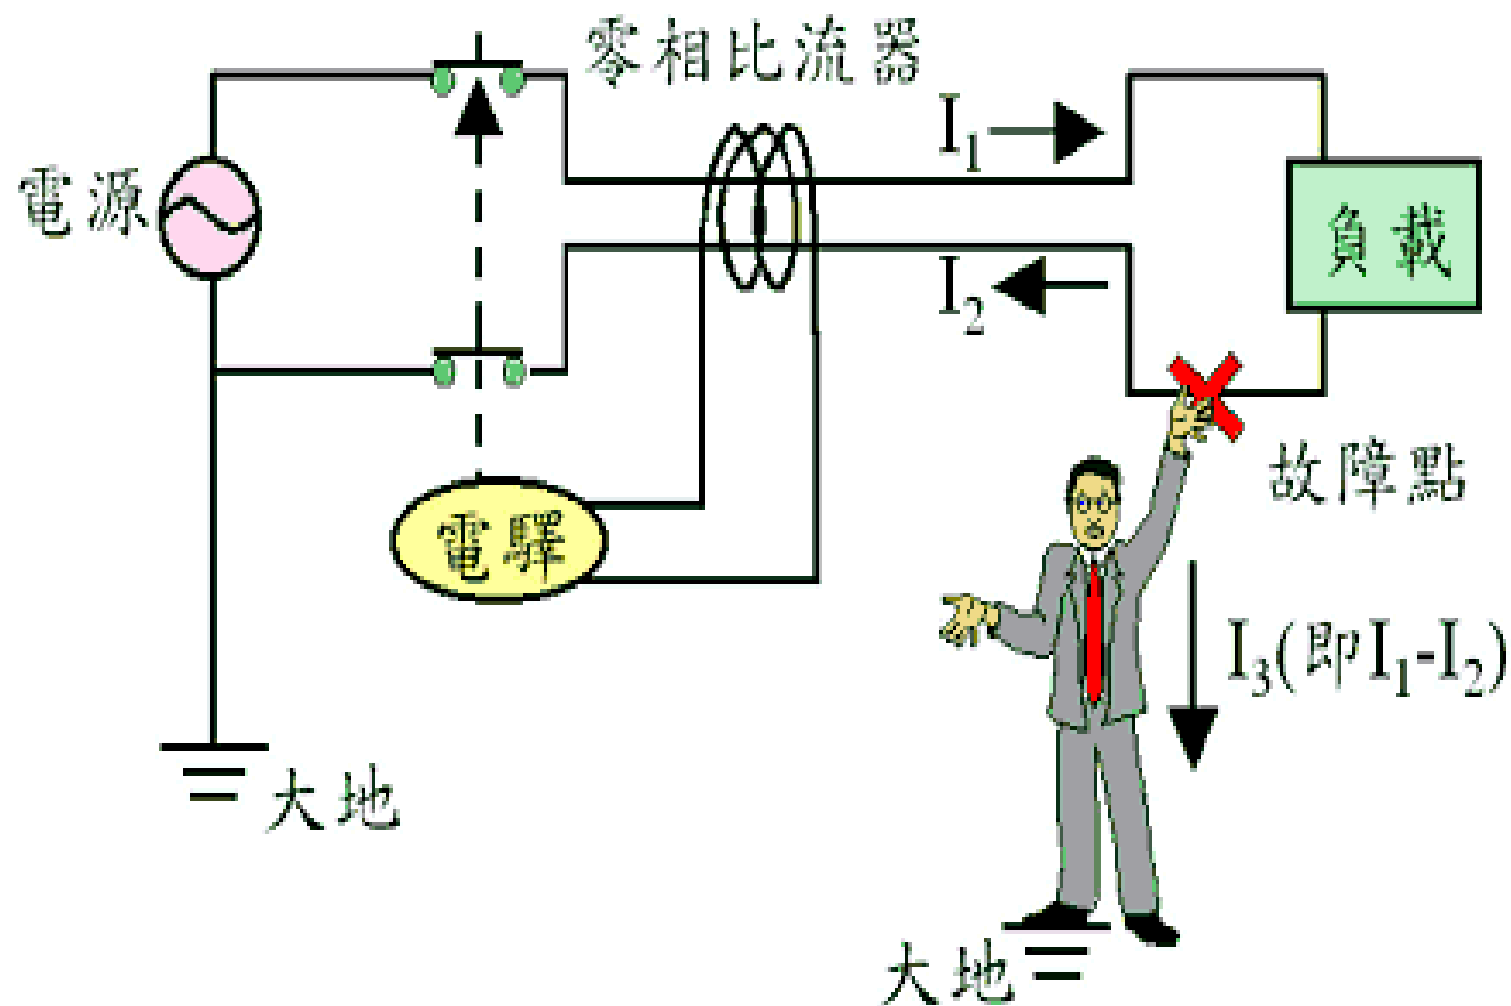 零相比流器
I₁
電源
負載
I₂
故障點
電驛
I₃(即I₁-I₂)
大地
大地